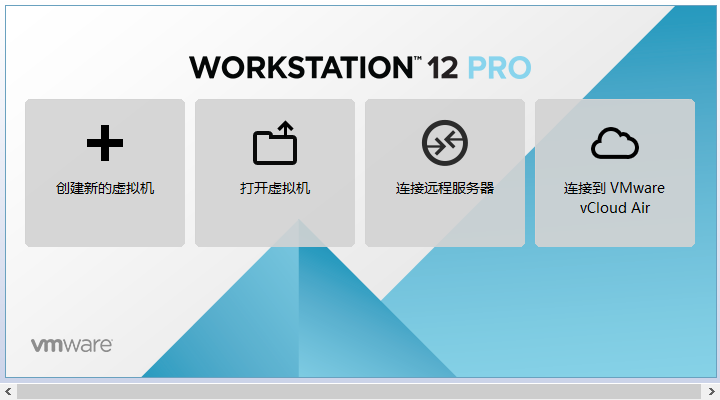 WORKSTATION™ 12 PRO
创建新的虚拟机
打开虚拟机
连接远程服务器
连接到 VMware
vCloud Air
vmware®